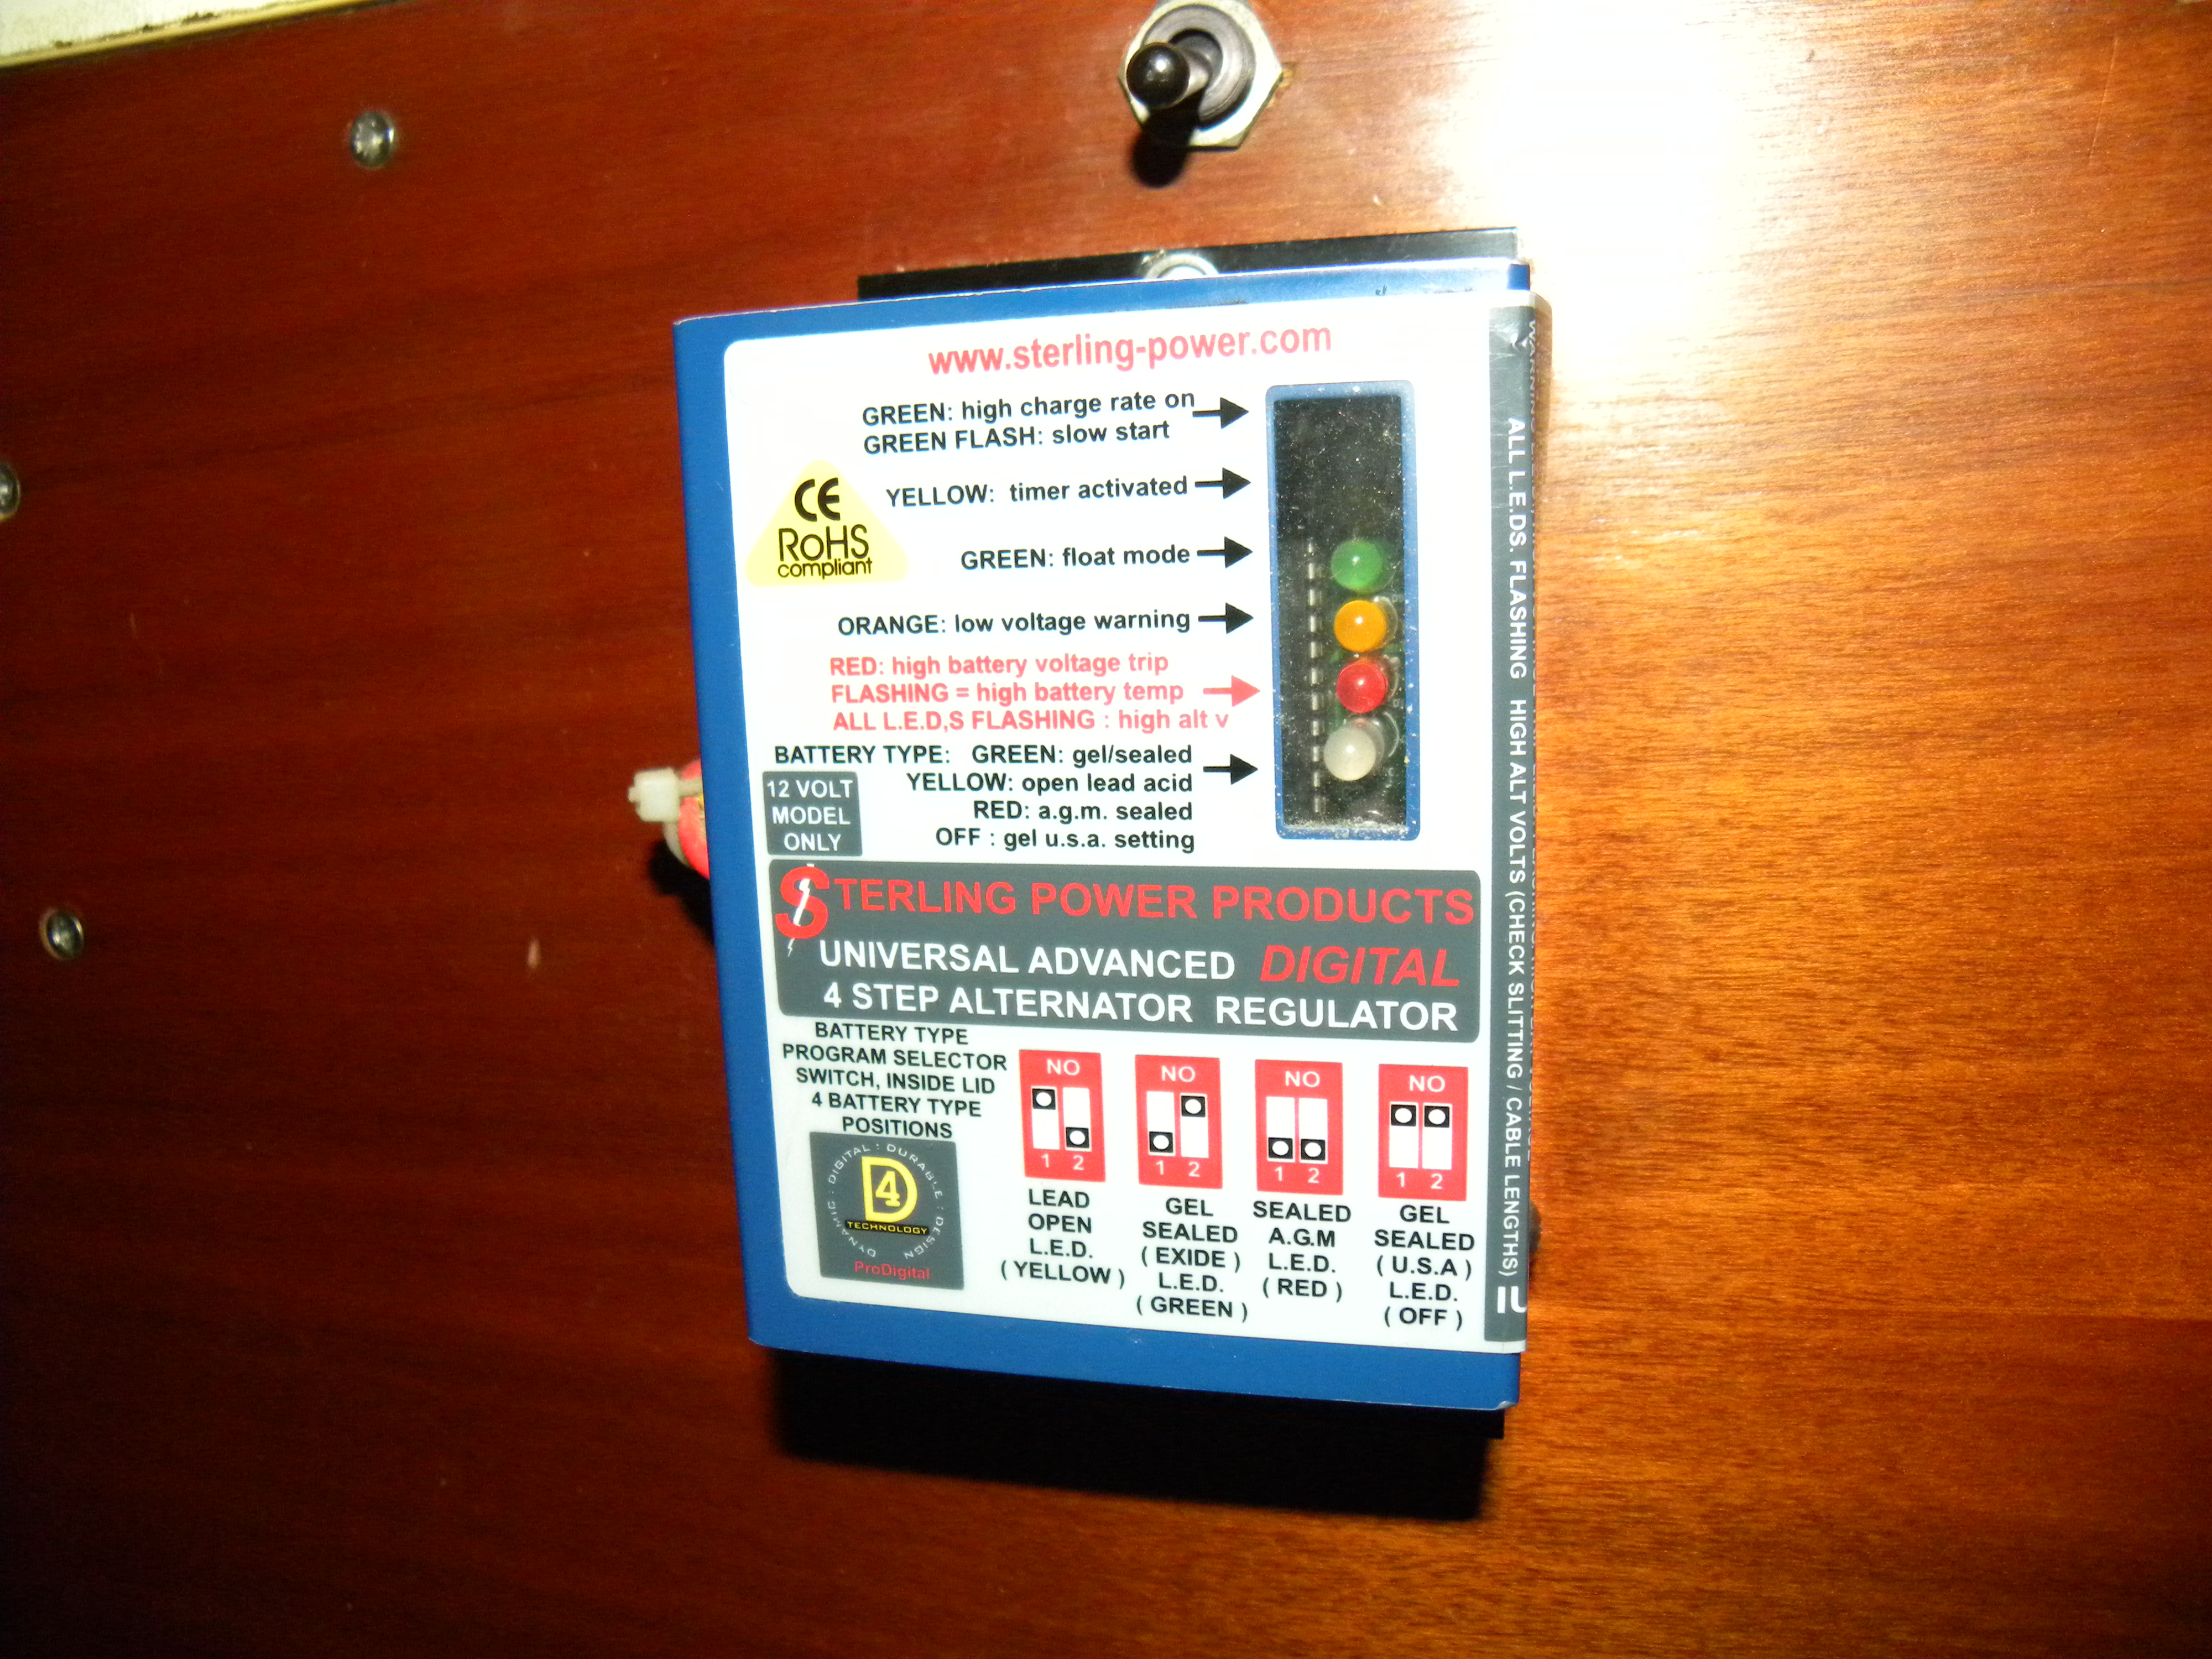 www.sterling-power.com
GREEN: high charge rate on
GREEN FLASH: slow start
YELLOW: timer activated
CE
RoHS
compliant
GREEN: float mode
ORANGE: low voltage warning
RED: high battery voltage trip
FLASHING = high battery temp
ALL L.E.D,S FLASHING : high alt v
BATTERY TYPE: GREEN: gel/sealed
YELLOW: open lead acid
RED: a.g.m. sealed
OFF : gel u.s.a. setting
12 VOLT
MODEL
ONLY
STERLING POWER PRODUCTS
UNIVERSAL ADVANCED DIGITAL
4 STEP ALTERNATOR REGULATOR
BATTERY TYPE
PROGRAM SELECTOR
SWITCH, INSIDE LID
4 BATTERY TYPE
POSITIONS
DYNAMIC : DIGITAL : DURABLE : DESIGN
D4
TECHNOLOGY
ProDigital
NO
1 2
LEAD
OPEN
L.E.D.
( YELLOW )
NO
1 2
GEL
SEALED
( EXIDE )
L.E.D.
( GREEN )
NO
1 2
SEALED
A.G.M
L.E.D.
( RED )
NO
1 2
GEL
SEALED
( U.S.A )
L.E.D.
( OFF )
ALL L.E.DS. FLASHING HIGH ALT VOLTS (CHECK SLITTING / CABLE LENGTHS)